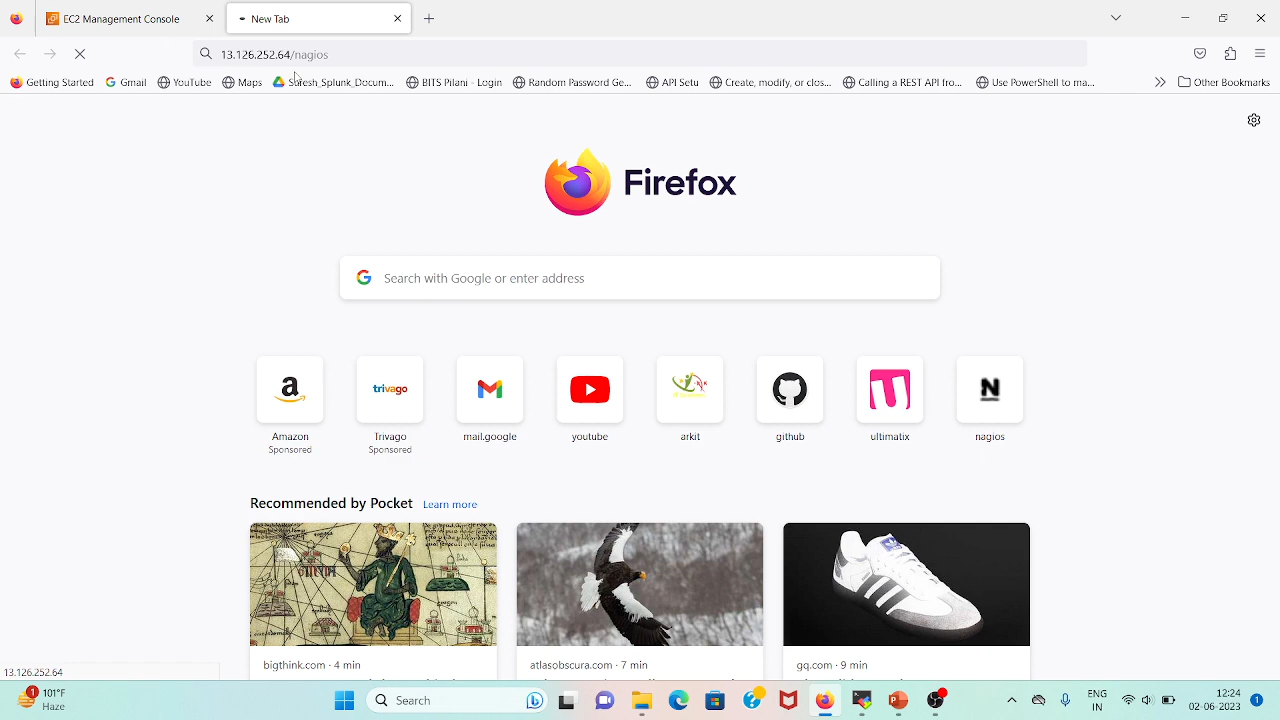 EC2 Management Console
New Tab
13.126.252.64/nagios
Getting Started
Gmail
YouTube
Maps
Suresh_Splunk_Docum...
BITS Pilani - Login
Random Password Ge...
API Setu
Create, modify, or clos...
Calling a REST API fro...
Use PowerShell to ma...
Other Bookmarks
Firefox
Search with Google or enter address
Amazon
Sponsored
trivago
Trivago
Sponsored
mail.google
youtube
arkit
github
ultimatix
N
nagios
Recommended by Pocket Learn more
bigthink.com · 4 min
atlasobscura.com · 7 min
gq.com · 9 min
13.126.252.64
1
101°F
Haze
Search
ENG
IN
12:24
02-06-2023
1